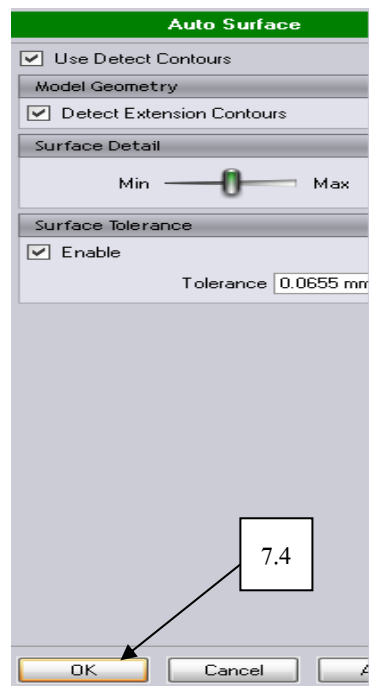 Auto Surface
Use Detect Contours
Model Geometry
Detect Extension Contours
Surface Detail
Min Max
Surface Tolerance
Enable
Tolerance 0.0655 mm
7.4
OK Cancel A